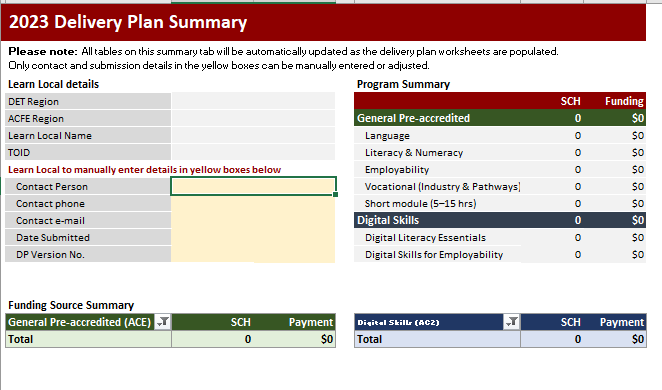 2023 Delivery Plan Summary
Please note: All tables on this summary tab will be automatically updated as the delivery plan worksheets are populated.
Only contact and submission details in the yellow boxes can be manually entered or adjusted.
Learn Local details
DET Region
ACFE Region
Learn Local Name
TOID
Learn Local to manually enter details in yellow boxes below
Contact Person
Contact phone
Contact e-mail
Date Submitted
DP Version No.
Program Summary
SCH Funding
General Pre-accredited 0 $0
Language 0 $0
Literacy & Numeracy 0 $0
Employability 0 $0
Vocational (Industry & Pathways) 0 $0
Short module (5–15 hrs) 0 $0
Digital Skills 0 $0
Digital Literacy Essentials 0 $0
Digital Skills for Employability 0 $0
Funding Source Summary
General Pre-accredited (ACE) SCH Payment
Total 0 $0
Digital Skills (AC2) SCH Payment
Total 0 $0